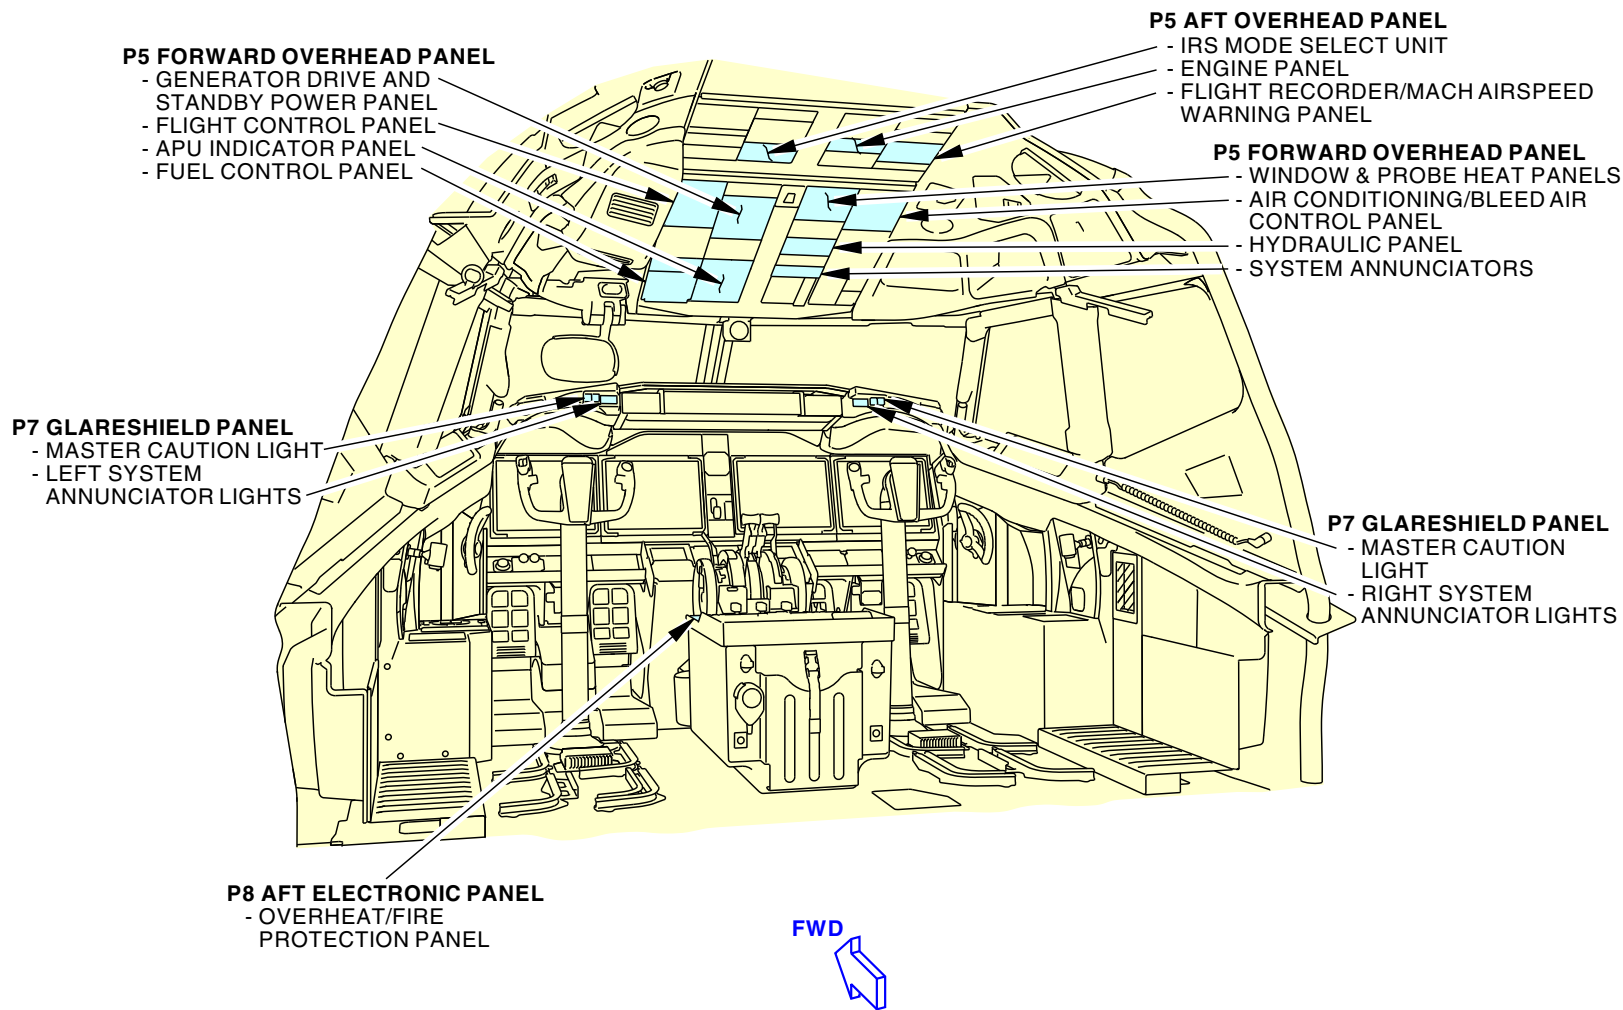 P5 FORWARD OVERHEAD PANEL
- GENERATOR DRIVE AND
STANDBY POWER PANEL
- FLIGHT CONTROL PANEL
- APU INDICATOR PANEL
- FUEL CONTROL PANEL
P5 AFT OVERHEAD PANEL
- IRS MODE SELECT UNIT
- ENGINE PANEL
- FLIGHT RECORDER/MACH AIRSPEED
WARNING PANEL
P5 FORWARD OVERHEAD PANEL
- WINDOW & PROBE HEAT PANELS
- AIR CONDITIONING/BLEED AIR
CONTROL PANEL
- HYDRAULIC PANEL
- SYSTEM ANNUNCIATORS
P7 GLARESHIELD PANEL
- MASTER CAUTION LIGHT
- LEFT SYSTEM
ANNUNCIATOR LIGHTS
P7 GLARESHIELD PANEL
- MASTER CAUTION
LIGHT
- RIGHT SYSTEM
ANNUNCIATOR LIGHTS
P8 AFT ELECTRONIC PANEL
- OVERHEAT/FIRE
PROTECTION PANEL
FWD